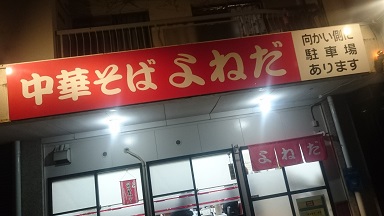 中華そば よねだ
向かい側に
駐車場
あります
よねだ